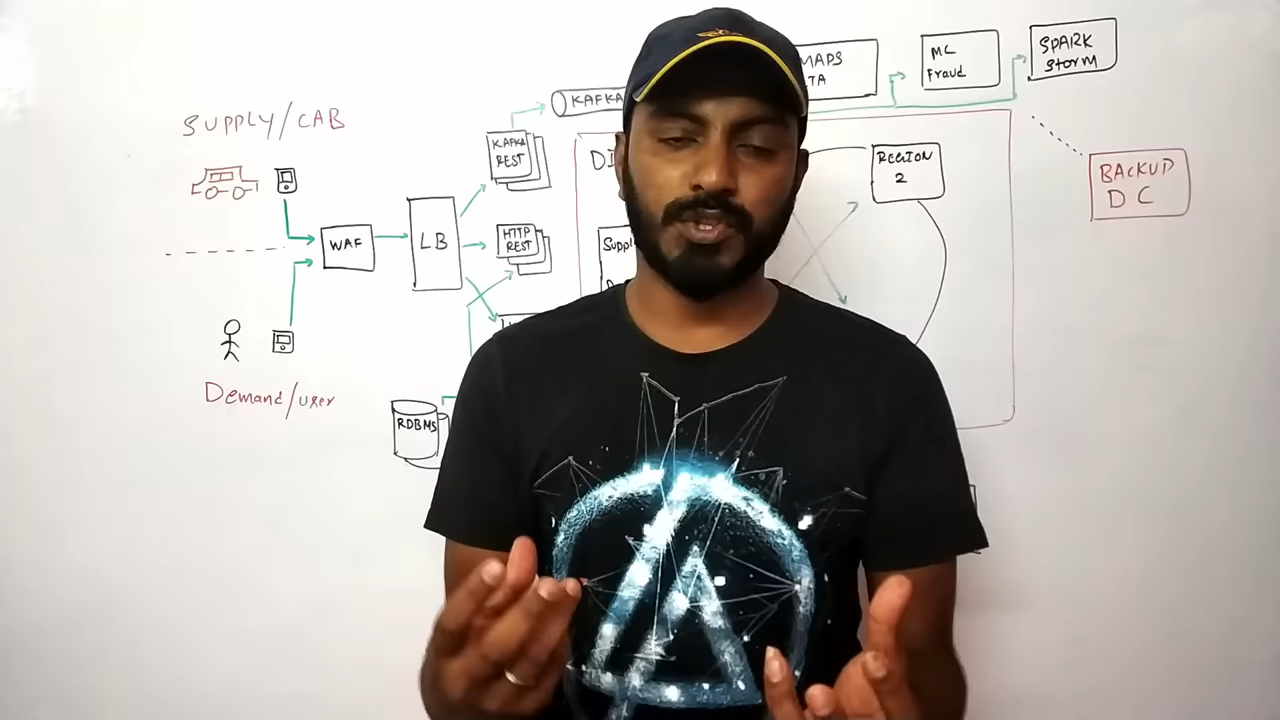 SUPPLY/CAB
WAF
LB
KAFKA
REST
HTTP
REST
KAFKA
MAPS
MC
Fraud
SPARK
Storm
REGION
2
BACKUP
DC
Demand/user
RDBMS